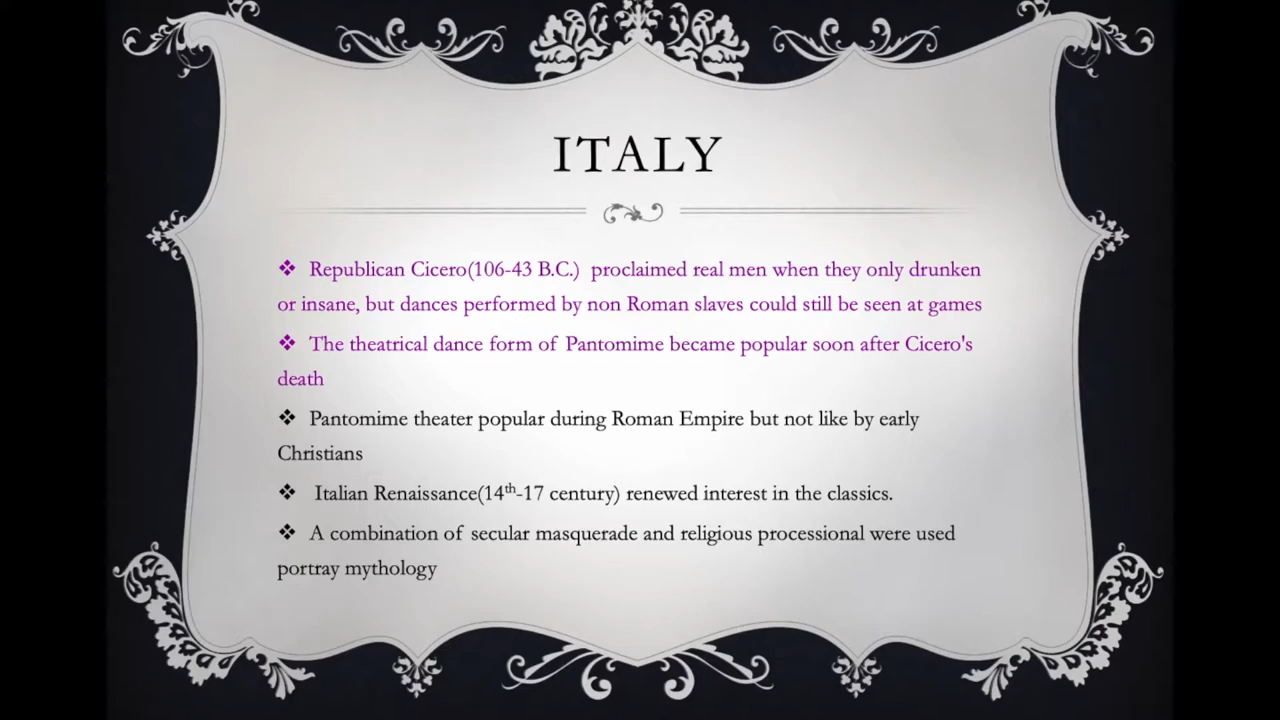 ITALY
❖ Republican Cicero(106-43 B.C.) proclaimed real men when they only drunken
or insane, but dances performed by non Roman slaves could still be seen at games
❖ The theatrical dance form of Pantomime became popular soon after Cicero's
death
❖ Pantomime theater popular during Roman Empire but not like by early
Christians
❖ Italian Renaissance(14th-17 century) renewed interest in the classics.
❖ A combination of secular masquerade and religious processional were used
portray mythology